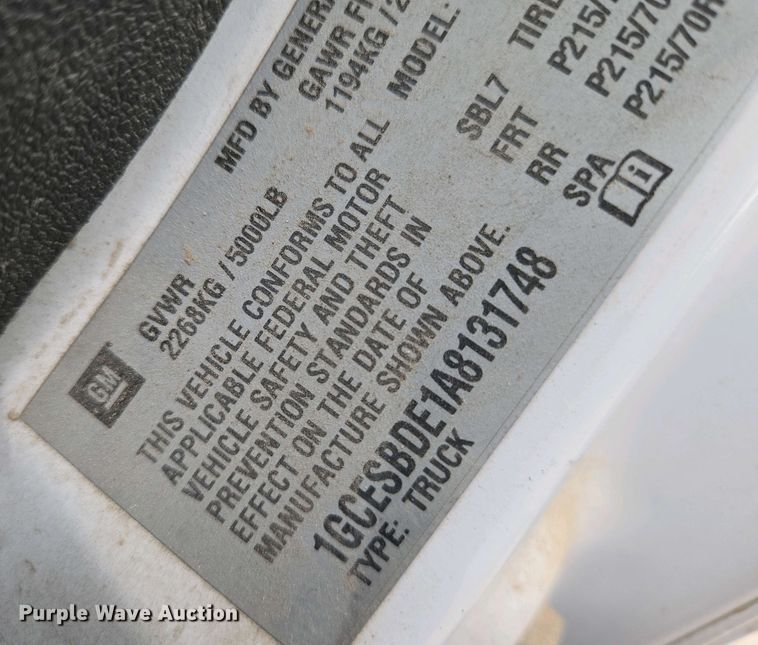 MFD BY GENERA
GAWR F
1194KG /2
GM
GVWR
2268KG / 5000LB
MODEL:
THIS VEHICLE CONFORMS TO ALL
APPLICABLE FEDERAL MOTOR
VEHICLE SAFETY AND THEFT
PREVENTION STANDARDS IN
EFFECT ON THE DATE OF
MANUFACTURE SHOWN ABOVE.
1GCESBDE1A8131748
TYPE: TRUCK
SBL7 TIRE
FRT P215/
RR P215/70
SPA P215/70R
i
Purple Wave Auction